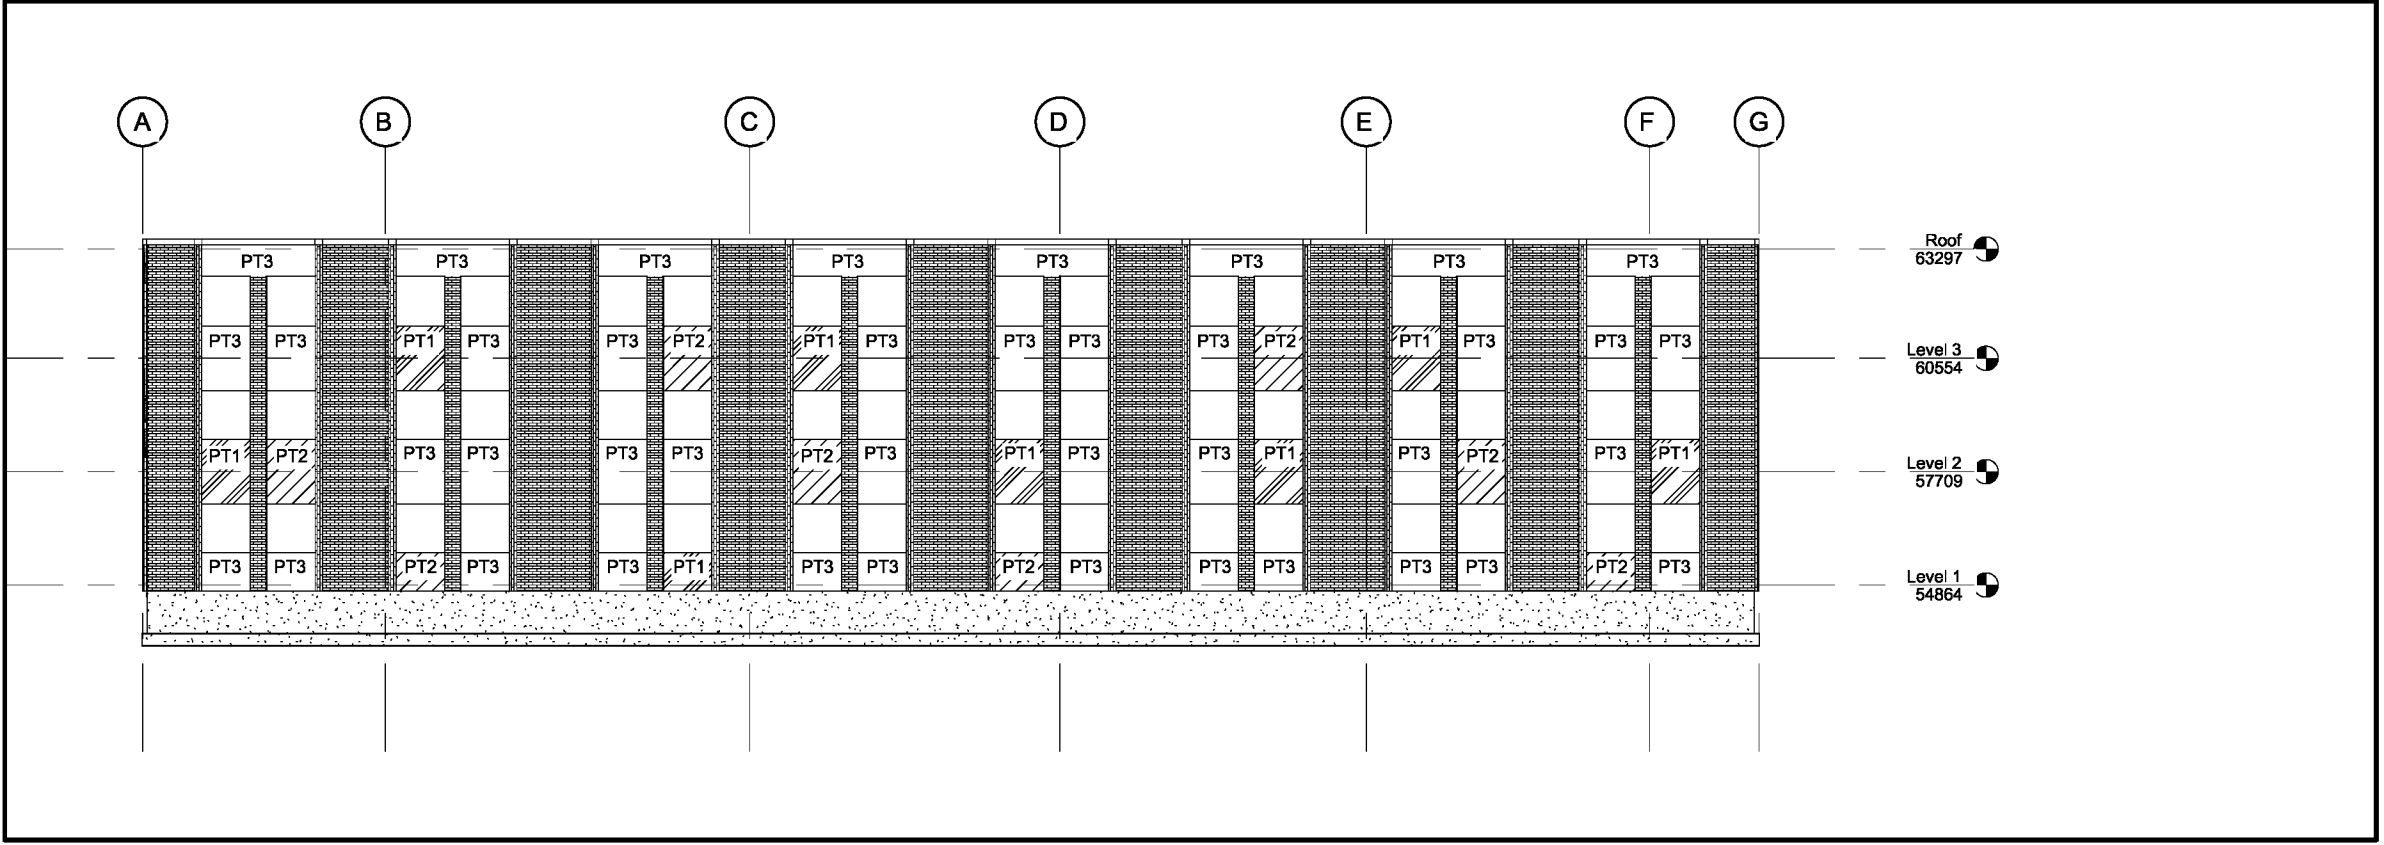 A B C D E F G
Roof
63297
PT3 PT3 PT3 PT3 PT3 PT3 PT3 PT3
PT3 PT3 PT1 PT3 PT3 PT2 PT1 PT3 PT3 PT3 PT3 PT2 PT1 PT3 PT3 PT3
Level 3
60554
PT1 PT2 PT3 PT3 PT3 PT3 PT2 PT3 PT1 PT3 PT3 PT1 PT3 PT2 PT3 PT1
Level 2
57709
PT3 PT3 PT2 PT3 PT3 PT1 PT3 PT3 PT2 PT3 PT3 PT3 PT3 PT3 PT2 PT3
Level 1
54864